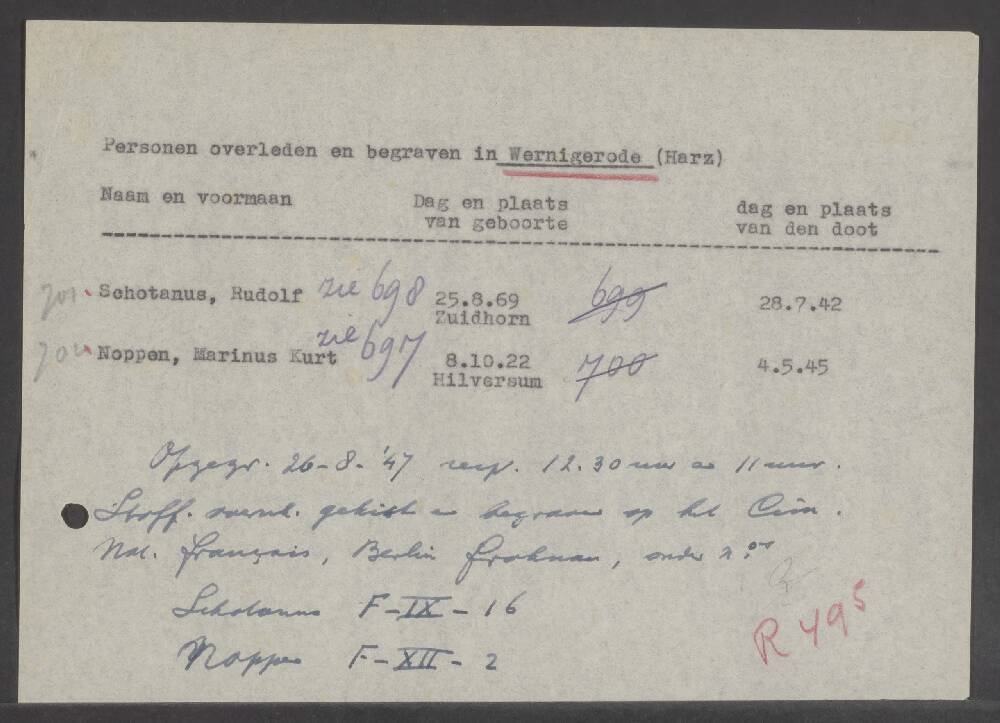 Personen overleden en begraven in Wernigerode (Harz)
Naam en voormaan Dag en plaats van geboorte dag en plaats van den doot
701 Schotanus, Rudolf zie 698 25.8.69 Zuidhorn 699 28.7.42
702 Noppen, Marinus Kurt zie 697 8.10.22 Hilversum 700 4.5.45
Opgegr. 26-8-'47 resp. 12.30 uur en 11 uur.
Stoff. overbl. gekist en begraven op het Cim.
Nat. Français, Berlin Frohnau, onder nos
Schotanus F-IX-16
Noppen F-XII-2
R 495